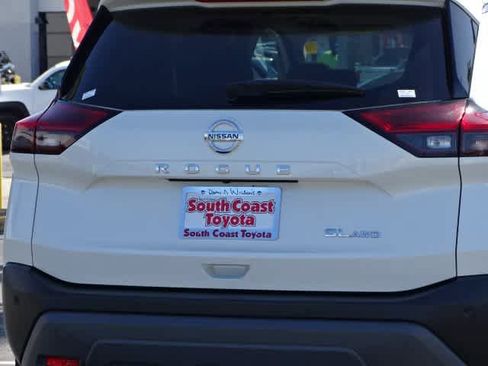 NISSAN
ROGUE
South Coast
Toyota
South Coast Toyota
SL AWD